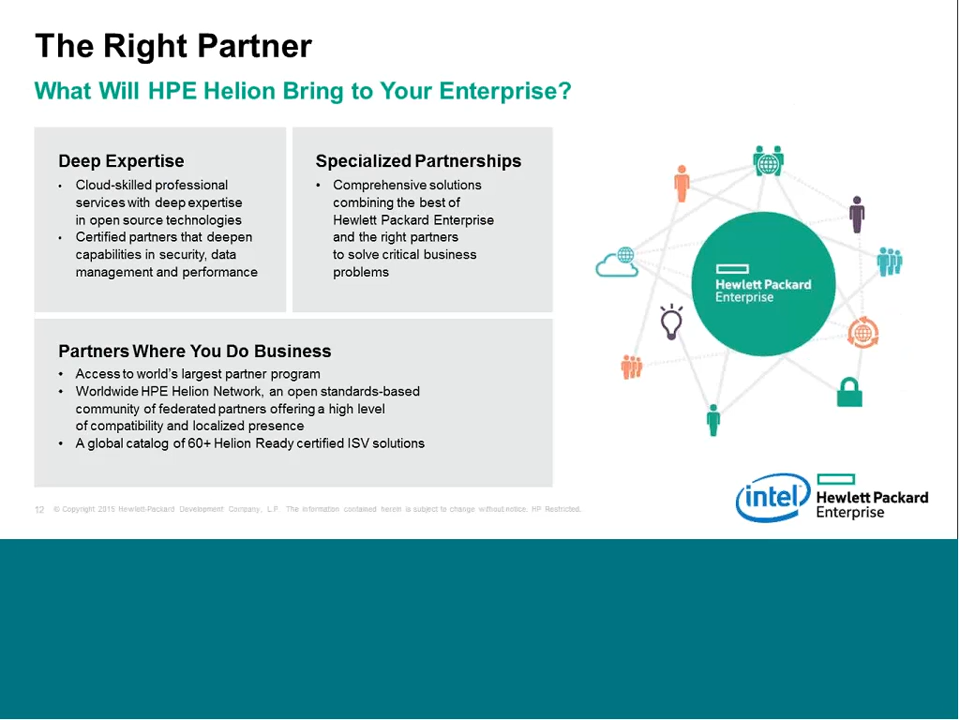 The Right Partner
What Will HPE Helion Bring to Your Enterprise?
Deep Expertise
• Cloud-skilled professional
services with deep expertise
in open source technologies
• Certified partners that deepen
capabilities in security, data
management and performance
Specialized Partnerships
• Comprehensive solutions
combining the best of
Hewlett Packard Enterprise
and the right partners
to solve critical business
problems
Partners Where You Do Business
• Access to world's largest partner program
• Worldwide HPE Helion Network, an open standards-based
community of federated partners offering a high level
of compatibility and localized presence
• A global catalog of 60+ Helion Ready certified ISV solutions
Hewlett Packard
Enterprise
12 © Copyright 2015 Hewlett-Packard Development Company, L.P. The information contained herein is subject to change without notice. HP Restricted.
intel
Hewlett Packard
Enterprise